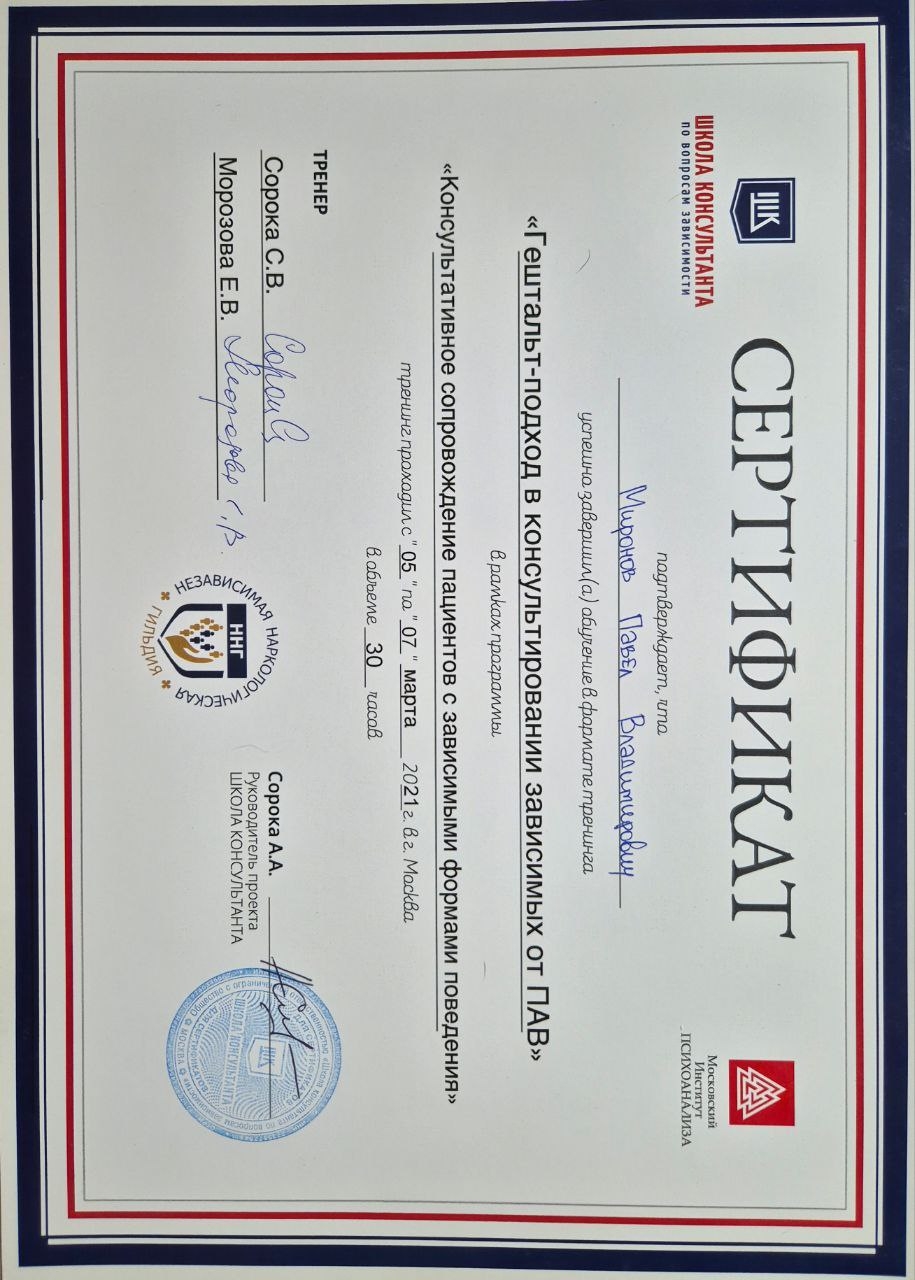 ШК
ШКОЛА КОНСУЛЬТАНТА
по вопросам зависимости
Московский
Институт
ПСИХОАНАЛИЗА
СЕРТИФИКАТ
подтверждает, что
Миронов Павел Владимирович
успешно завершил(а) обучение в формате тренинга
«Гештальт-подход в консультировании зависимых от ПАВ»
в рамках программы
«Консультативное сопровождение пациентов с зависимыми формами поведения»
тренинг проходил с " 05 " по " 07 " марта 2021 г. в г. Москва
в объеме 30 часов
ТРЕНЕР
Сорока С.В.
Морозова Е.В.
НЕЗАВИСИМАЯ НАРКОЛОГИЧЕСКАЯ
ННГ
ГИЛЬДИЯ
Сорока А.А.
Руководитель проекта
ШКОЛА КОНСУЛЬТАНТА
ШК
ШКОЛА КОНСУЛЬТАНТА